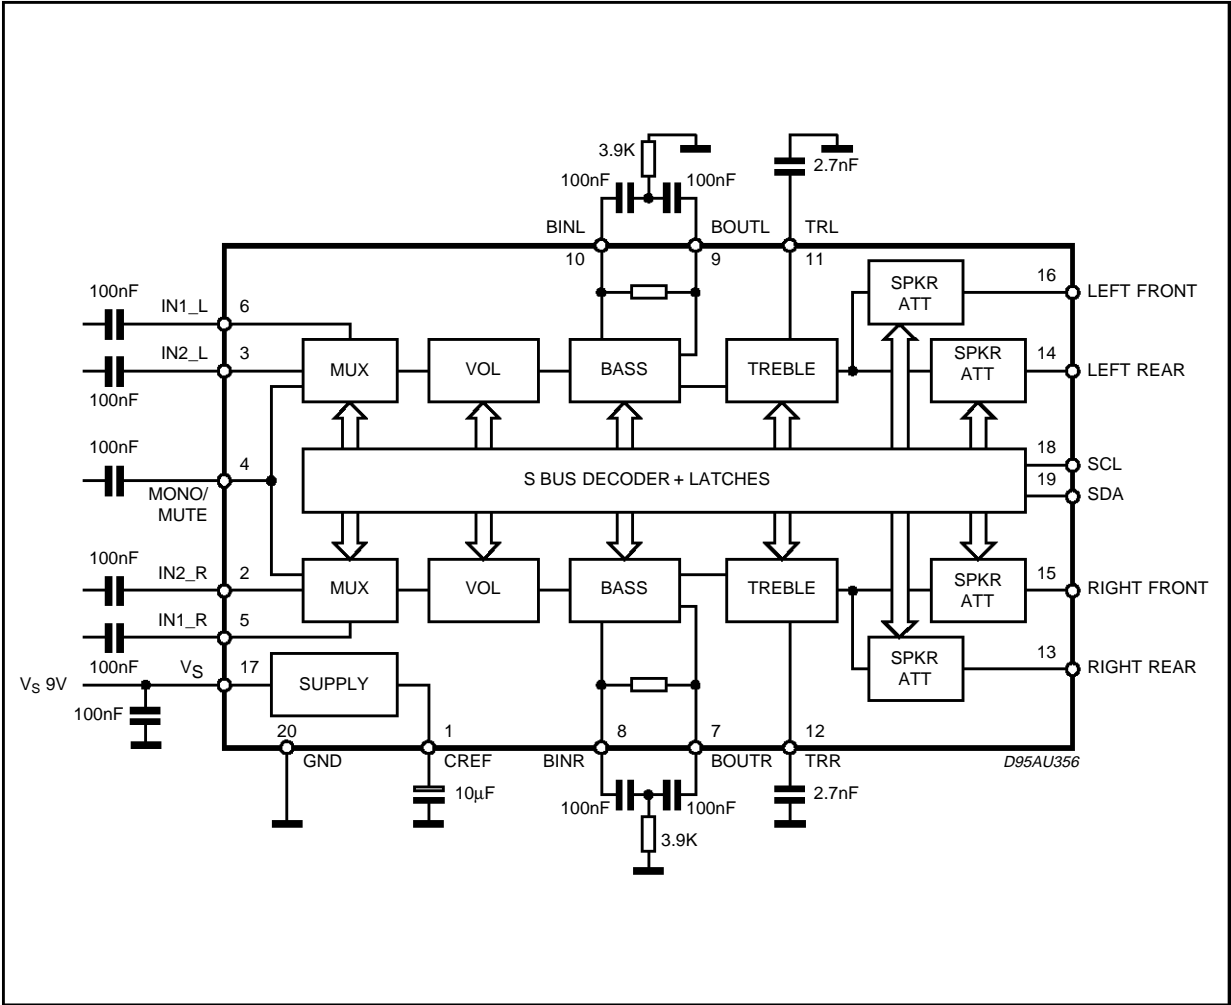 3.9K
2.7nF
100nF 100nF
BINL BOUTL TRL
10 9 11
SPKR
ATT
16
LEFT FRONT
100nF
IN1_L 6
IN2_L 3
100nF
MUX VOL BASS TREBLE
SPKR
ATT
14
LEFT REAR
100nF
4
MONO/
MUTE
S BUS DECODER + LATCHES
18
SCL
19
SDA
IN2_R 2
100nF
IN1_R 5
100nF
MUX VOL BASS TREBLE
SPKR
ATT
15
RIGHT FRONT
SPKR
ATT
13
RIGHT REAR
VS 9V
VS 17
SUPPLY
100nF
20 1 8 7 12
GND CREF BINR BOUTR TRR
D95AU356
10µF
100nF 100nF
2.7nF
3.9K